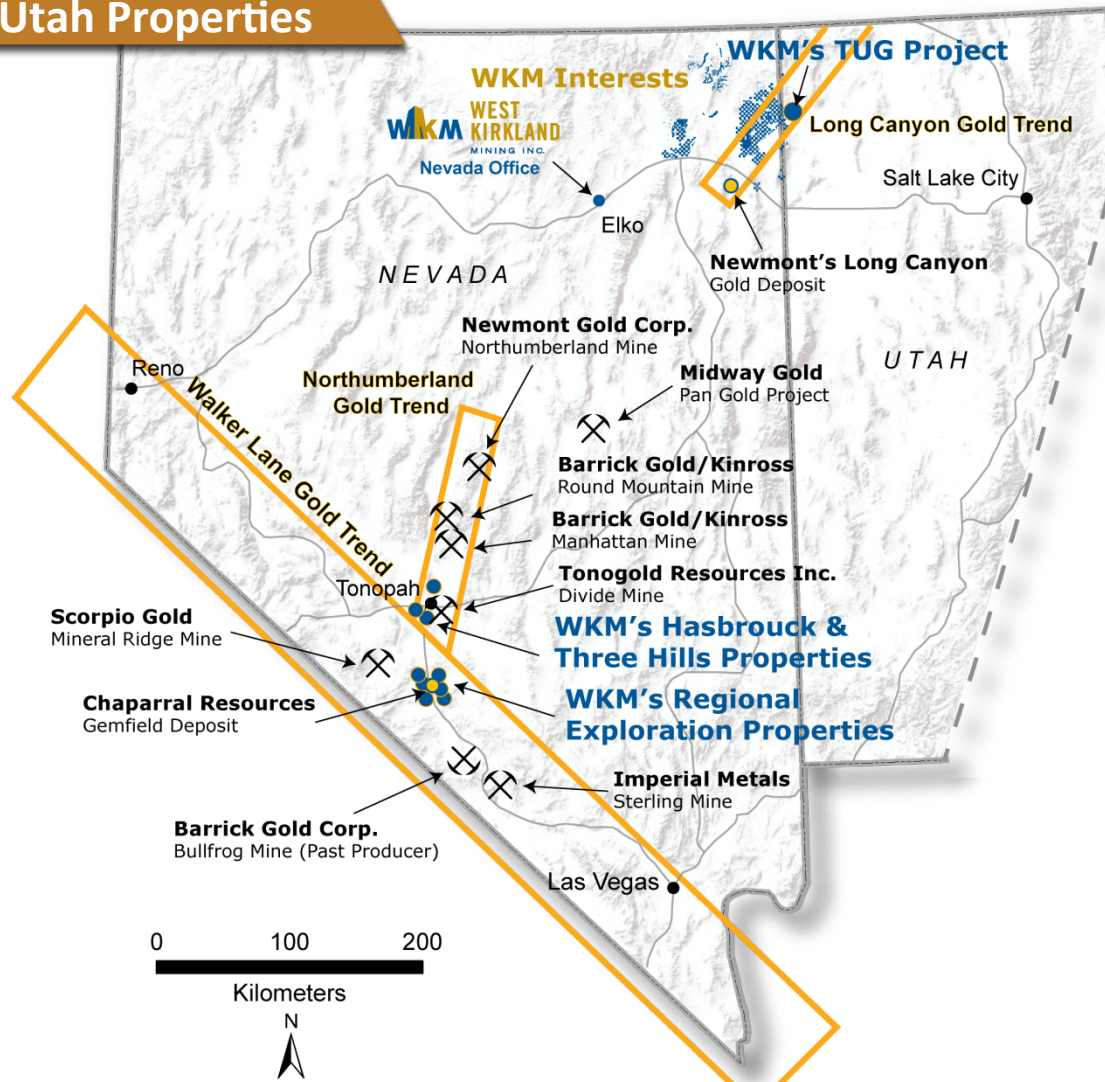 Utah Properties
WKM's TUG Project
WKM Interests
WKM
WEST
KIRKLAND
MINING INC.
Nevada Office
Long Canyon Gold Trend
Salt Lake City
Elko
Newmont's Long Canyon
Gold Deposit
NEVADA
UTAH
Newmont Gold Corp.
Northumberland Mine
Reno
Northumberland
Gold Trend
Midway Gold
Pan Gold Project
Walker Lane Gold Trend
Barrick Gold/Kinross
Round Mountain Mine
Barrick Gold/Kinross
Manhattan Mine
Tonopah
Tonogold Resources Inc.
Divide Mine
Scorpio Gold
Mineral Ridge Mine
WKM's Hasbrouck &
Three Hills Properties
Chaparral Resources
Gemfield Deposit
WKM's Regional
Exploration Properties
Imperial Metals
Sterling Mine
Barrick Gold Corp.
Bullfrog Mine (Past Producer)
Las Vegas
0 100 200
Kilometers
N